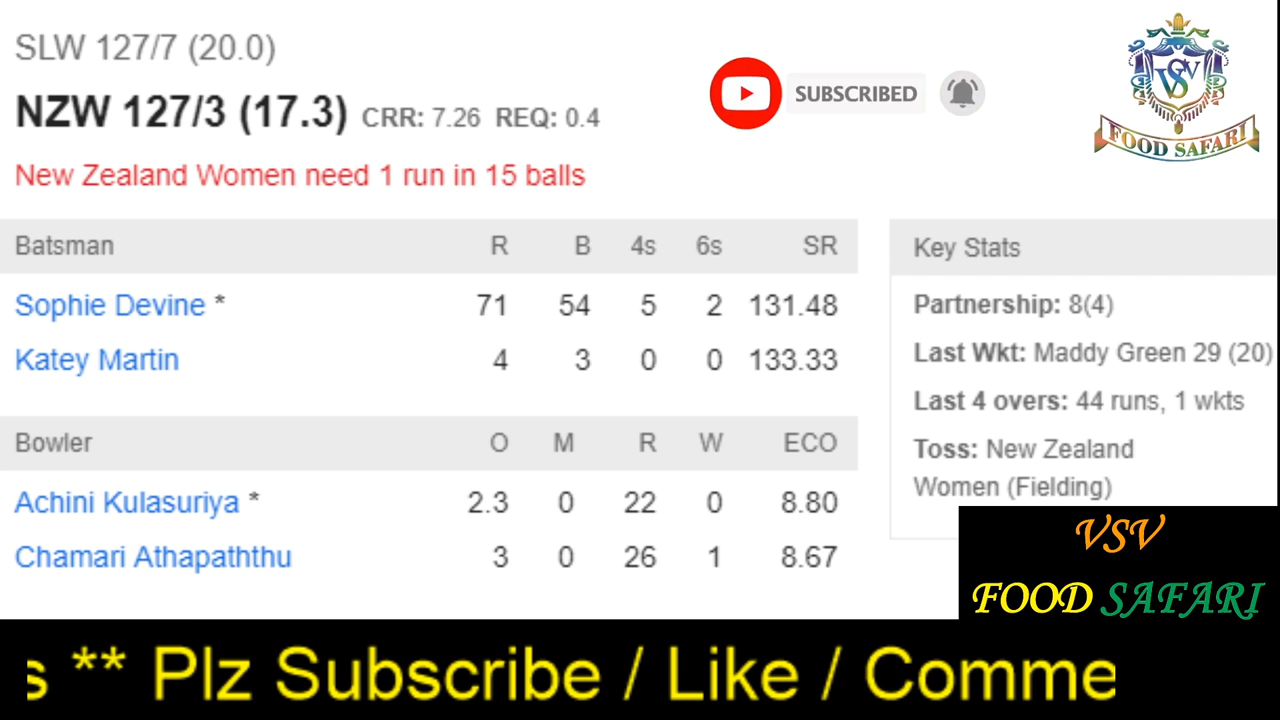 SLW 127/7 (20.0)
NZW 127/3 (17.3) CRR: 7.26 REQ: 0.4
New Zealand Women need 1 run in 15 balls
SUBSCRIBED
VSV
FOOD SAFARI
Batsman R B 4s 6s SR
Sophie Devine * 71 54 5 2 131.48
Katey Martin 4 3 0 0 133.33
Bowler O M R W ECO
Achini Kulasuriya * 2.3 0 22 0 8.80
Chamari Athapaththu 3 0 26 1 8.67
Key Stats
Partnership: 8(4)
Last Wkt: Maddy Green 29 (20)
Last 4 overs: 44 runs, 1 wkts
Toss: New Zealand
Women (Fielding)
VSV
FOOD SAFARI
s ** Plz Subscribe / Like / Comme